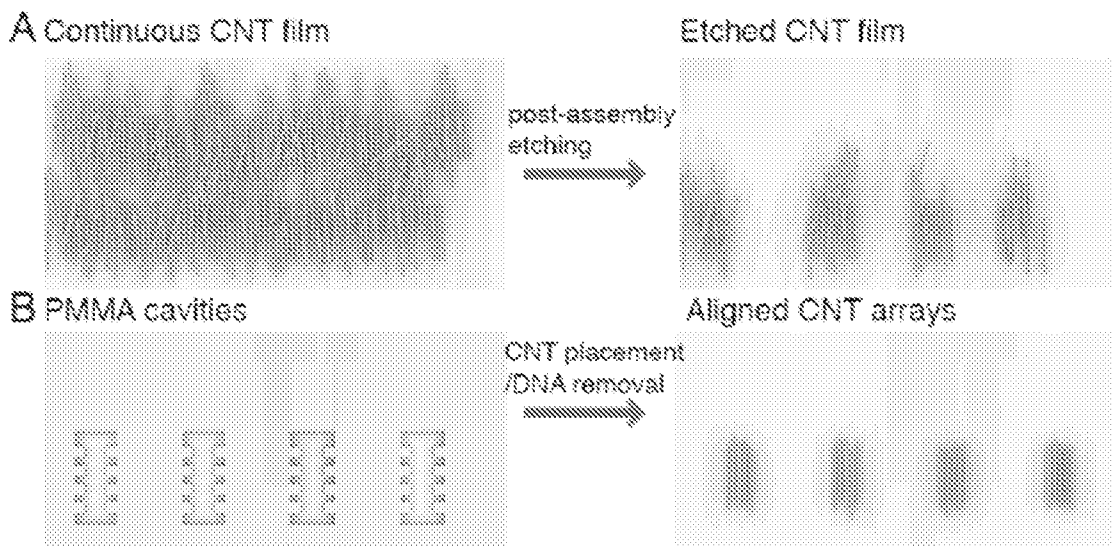 A Continuous CNT film
Etched CNT film
post-assembly
etching
B PMMA cavities
Aligned CNT arrays
CNT placement
/DNA removal